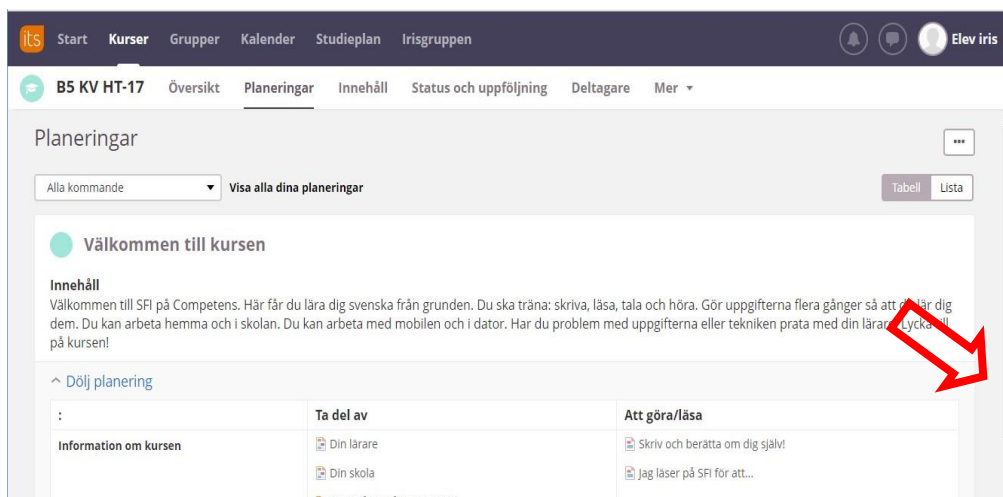 its Start Kurser Grupper Kalender Studieplan Irisgruppen Elev iris
B5 KV HT-17 Översikt Planeringar Innehåll Status och uppföljning Deltagare Mer
Planeringar
Alla kommande Visa alla dina planeringar Tabell Lista
Välkommen till kursen
Innehåll
Välkommen till SFI på Competens. Här får du lära dig svenska från grunden. Du ska träna: skriva, läsa, tala och höra. Gör uppgifterna flera gånger så att du lär dig
dem. Du kan arbeta hemma och i skolan. Du kan arbeta med mobilen och i dator. Har du problem med uppgifterna eller tekniken prata med din lärare. Lycka till
på kursen!
Dölj planering
: Ta del av Att göra/läsa
Information om kursen Din lärare Skriv och berätta om dig själv!
Din skola Jag läser på SFI för att...